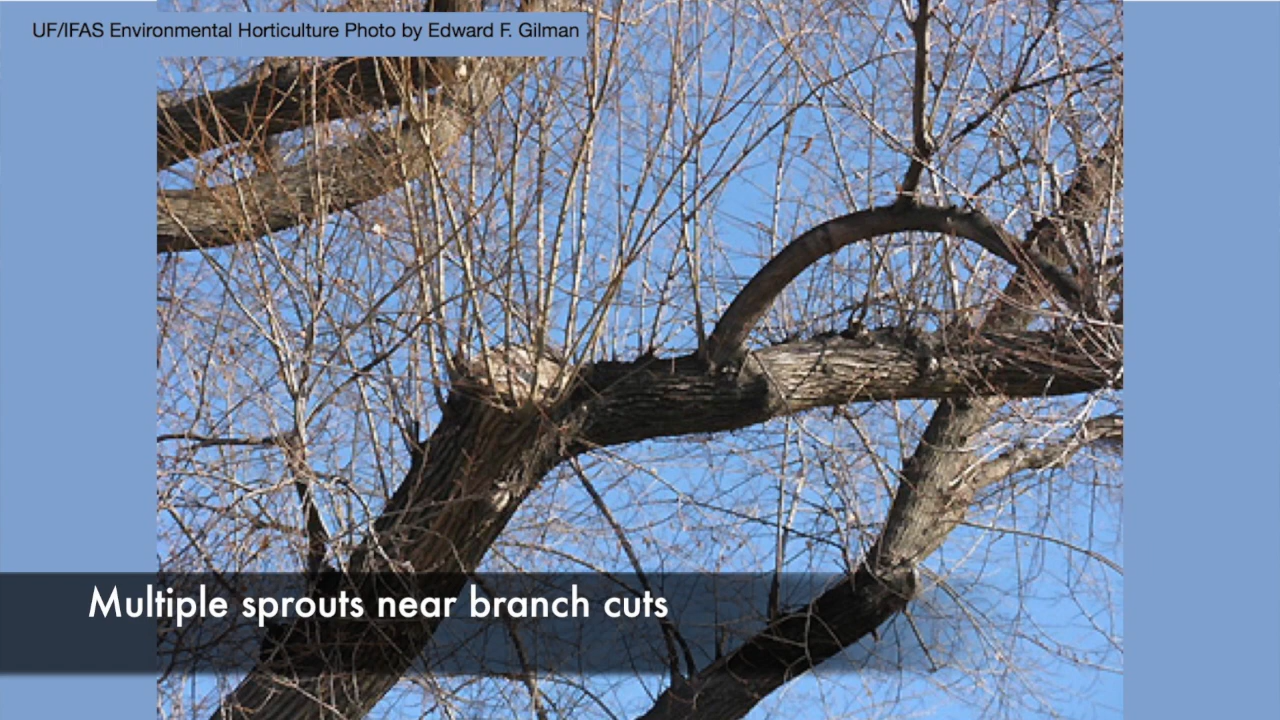 UF/IFAS Environmental Horticulture Photo by Edward F. Gilman
Multiple sprouts near branch cuts